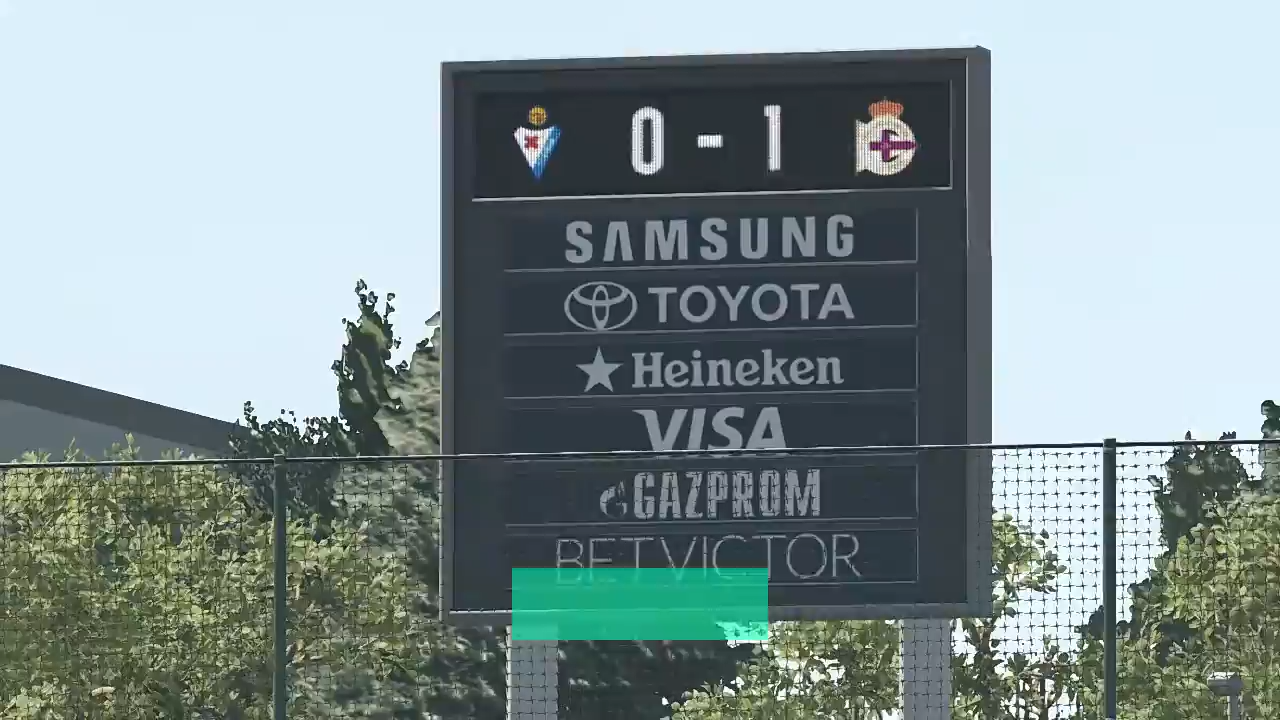 0 - 1
SAMSUNG
TOYOTA
Heineken
VISA
GAZPROM
BETVICTOR